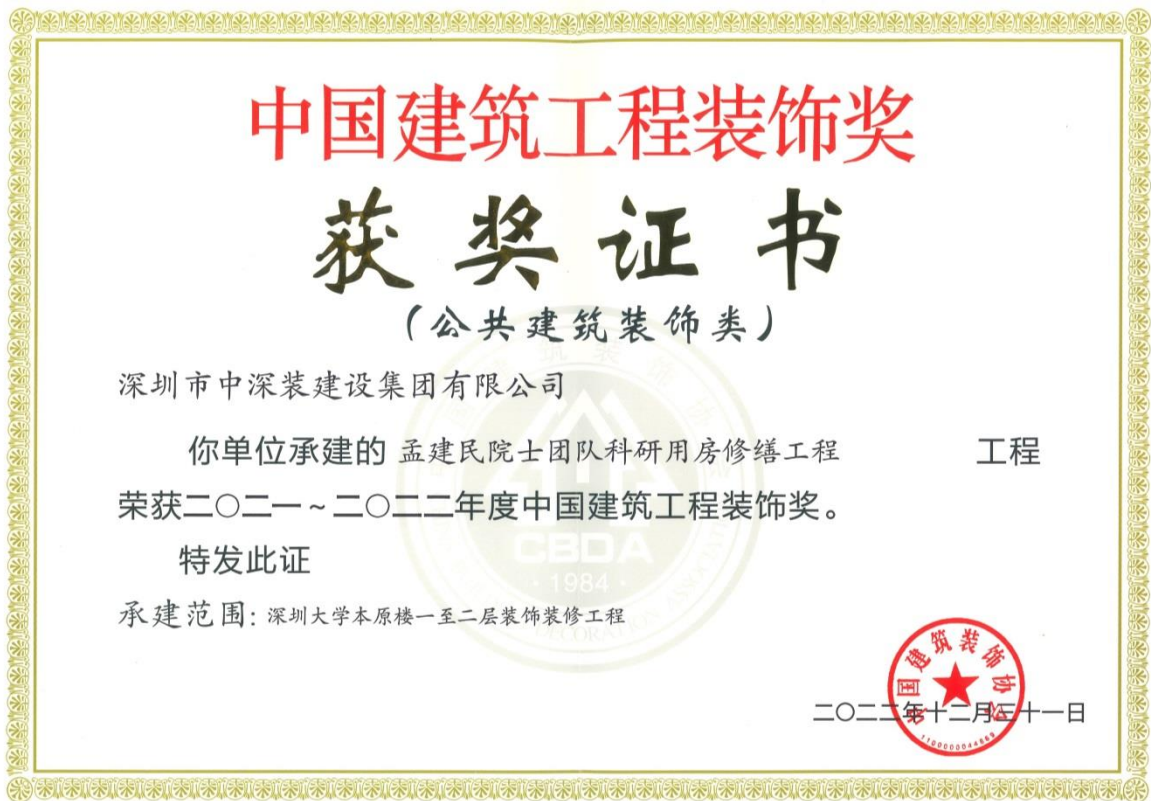 中国建筑工程装饰奖
获奖证书
(公共建筑装饰类)
深圳市中深装建设集团有限公司
你单位承建的 孟建民院士团队科研用房修缮工程 工程
荣获二〇二一~二〇二二年度中国建筑工程装饰奖。
特发此证
承建范围: 深圳大学本原楼一至二层装饰装修工程
CBDA
·1984·
中国建筑装饰协会
二〇二二年十二月三十一日